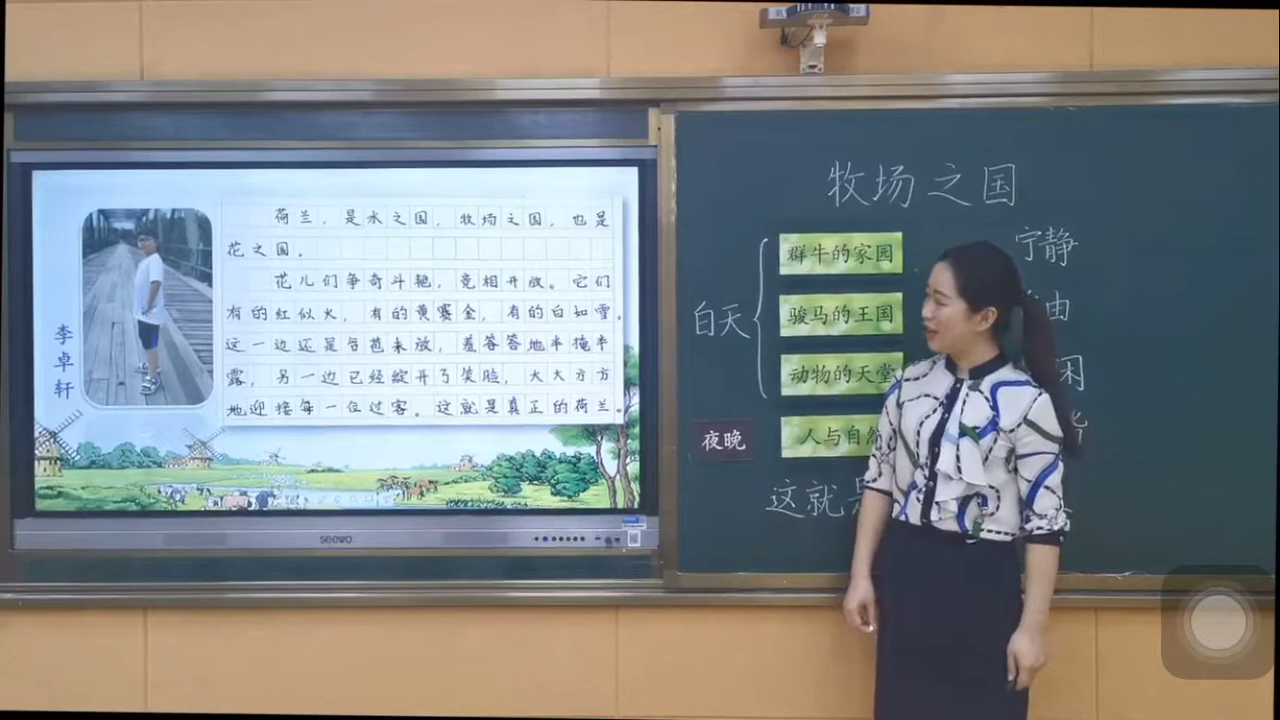 荷兰，是水之国，牧场之国，也是
花之国。
花儿们争奇斗艳，竞相开放。它们
有的红似火，有的黄赛金，有的白如雪。
这一边还是含苞未放，羞答答地半掩半
露，另一边已经绽开了笑脸，大大方方
地迎接每一位过客。这就是真正的荷兰。
李卓轩
seewo
牧场之国
白天
群牛的家园
骏马的王国
动物的天堂
夜晚
人与自然
宁静
由
闲
这就是